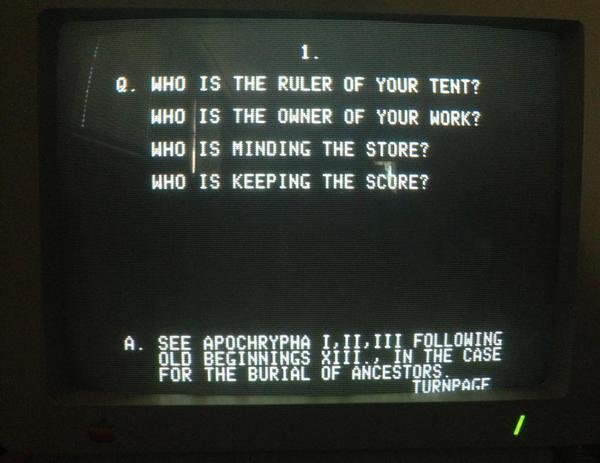 1.
Q. WHO IS THE RULER OF YOUR TENT?
WHO IS THE OWNER OF YOUR WORK?
WHO IS MINDING THE STORE?
WHO IS KEEPING THE SCORE?
A. SEE APOCHRYPHA I,II,III FOLLOWING
OLD BEGINNINGS XIII., IN THE CASE
FOR THE BURIAL OF ANCESTORS.
TURNPAGE